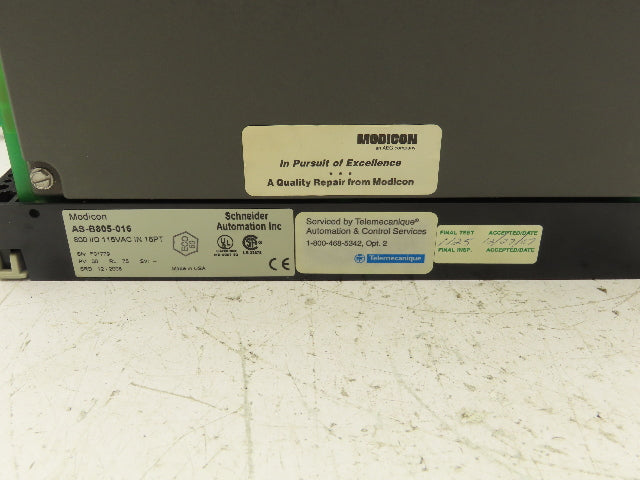 MODICON
an AEG company
In Pursuit of Excellence
* * *
A Quality Repair from Modicon
Modicon
AS-B805-016
800 I/O 115VAC IN 16PT
Schneider
Automation Inc
UL
Made in USA
CE
Serviced by Telemecanique®
Automation & Control Services
1-800-468-5342, Opt. 2
Telemecanique
FINAL TEST ACCEPTED/DATE
FINAL INSP. ACCEPTED/DATE